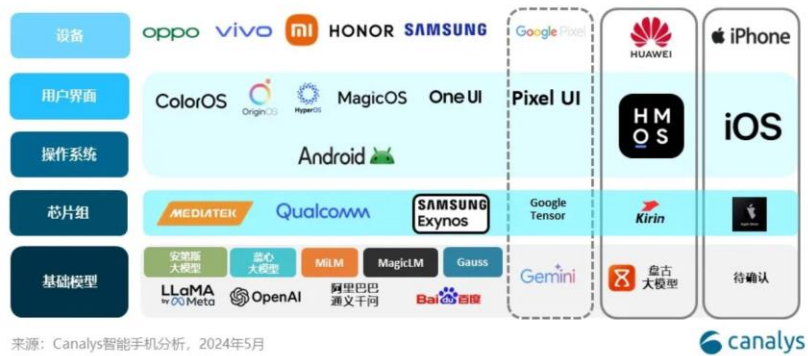 设备
oppo
vivo
mi
HONOR
SAMSUNG
Google Pixel
HUAWEI
iPhone
用户界面
ColorOS
OriginOS
HyperOS
MagicOS
One UI
Pixel UI
HM
OS
iOS
操作系统
Android
芯片组
MEDIATEK
Qualcomm
SAMSUNG
Exynos
Google
Tensor
Kirin
基础模型
安第斯
大模型
蓝心
大模型
MiLM
MagicLM
Gauss
LLaMA
by Meta
OpenAI
阿里巴巴
通义千问
Bai du 百度
Gemini
盘古
大模型
待确认
来源：Canalys智能手机分析，2024年5月
canalys